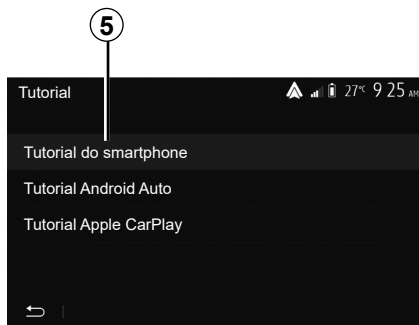 5
Tutorial 27°C 9 25 AM
Tutorial do smartphone
Tutorial Android Auto
Tutorial Apple CarPlay